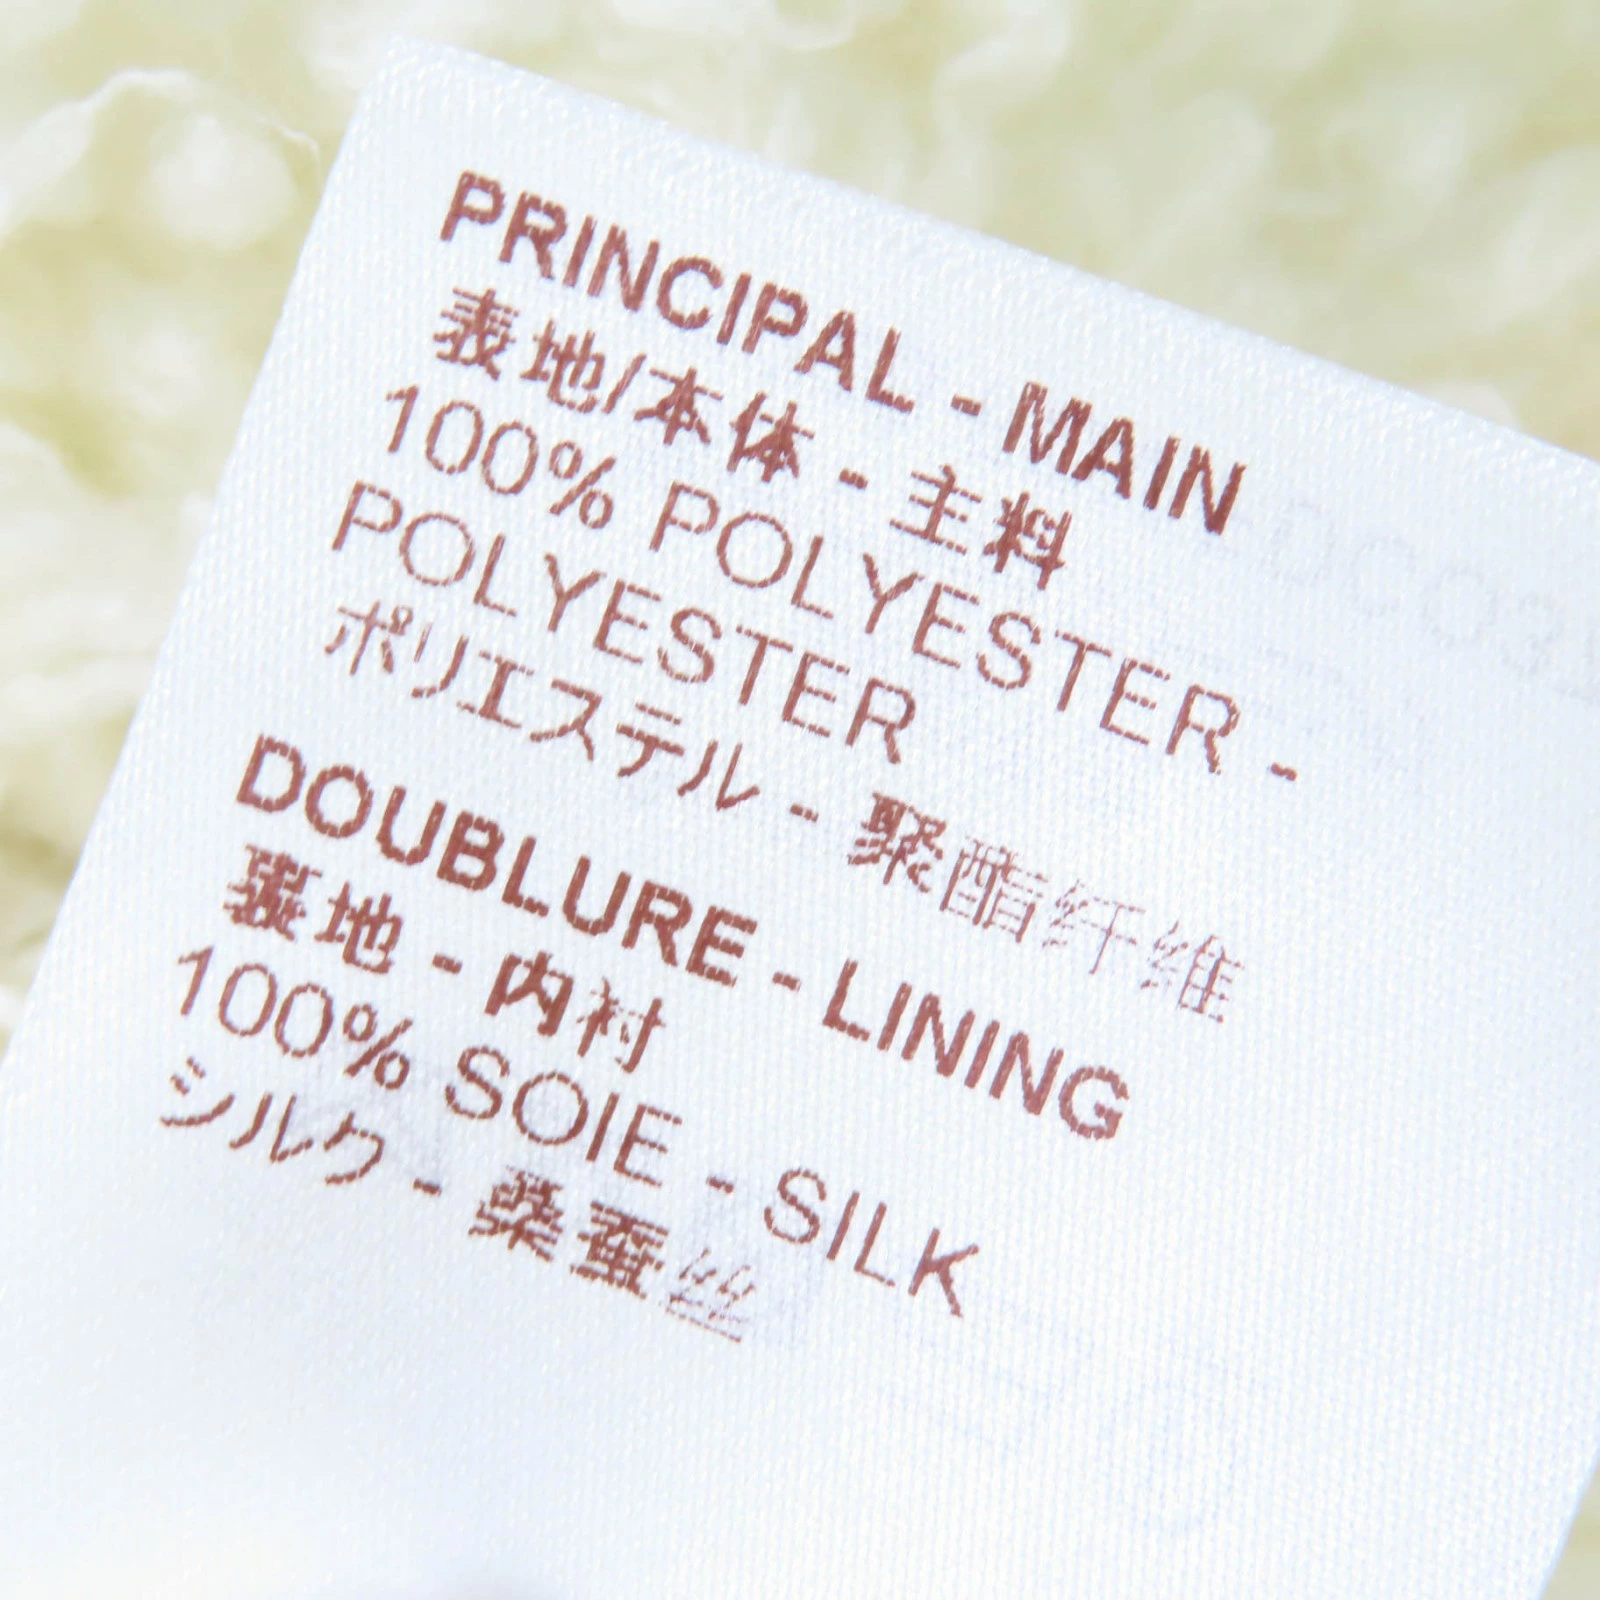 PRINCIPAL - MAIN
表地/本体 - 主料
100% POLYESTER -
POLYESTER
ポリエステル - 聚酯纤维
DOUBLURE - LINING
裏地 - 内衬
100% SOIE - SILK
シルク - 桑蚕丝